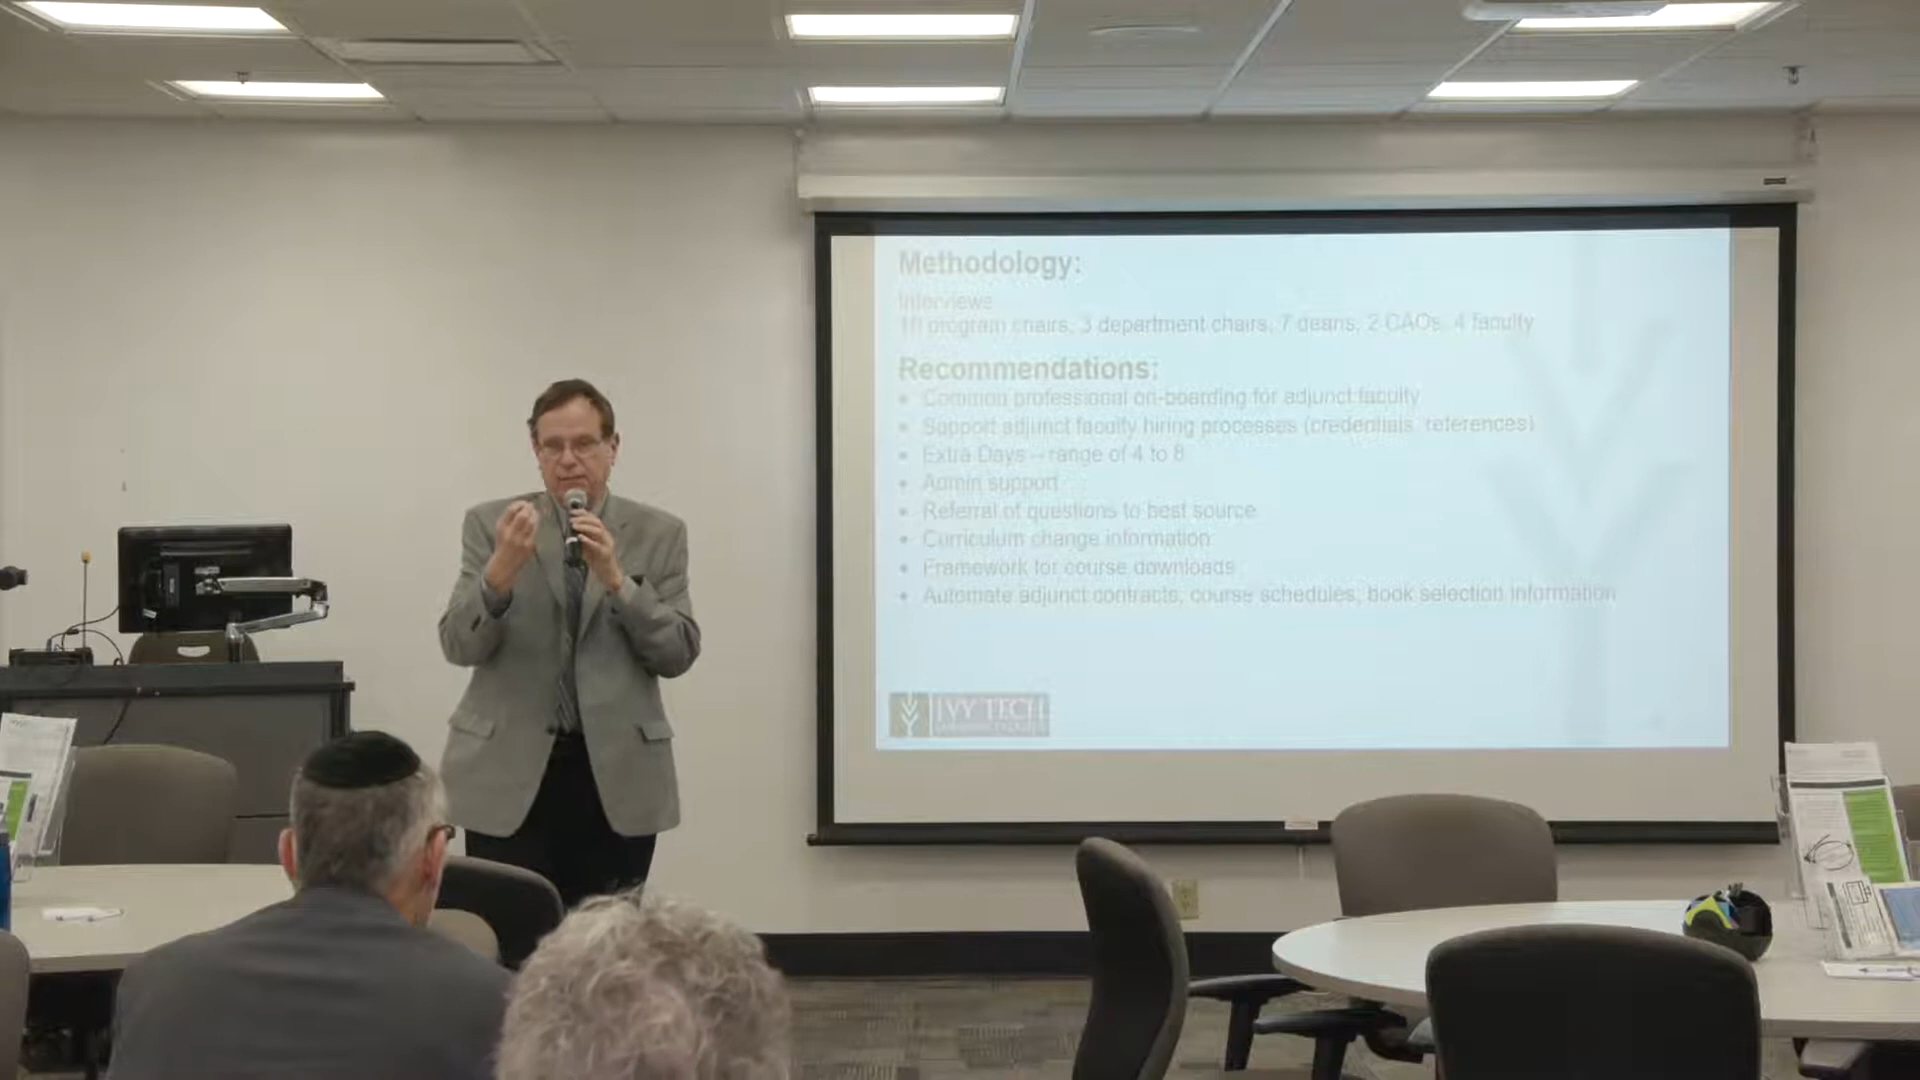 Methodology:
Interviews
10 program chairs, 3 department chairs, 7 deans, 2 CAOs, 4 faculty
Recommendations:
• Common professional on-boarding for adjunct faculty
• Support adjunct faculty hiring processes (credentials, references)
• Extra Days – range of 4 to 8
• Admin support
• Referral of questions to best source
• Curriculum change information
• Framework for course downloads
• Automate adjunct contracts, course schedules, book selection information
IVY TECH
COMMUNITY COLLEGE